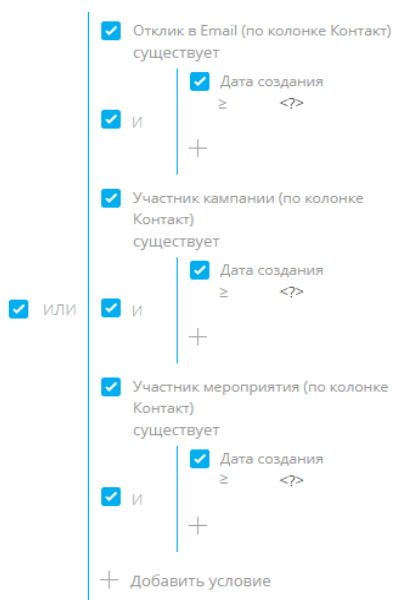 Отклик в Email (по колонке Контакт)
существует
Дата создания
≥ <?>
И
+
Участник кампании (по колонке
Контакт)
существует
Дата создания
≥ <?>
ИЛИ
И
+
Участник мероприятия (по колонке
Контакт)
существует
Дата создания
≥ <?>
И
+
+ Добавить условие